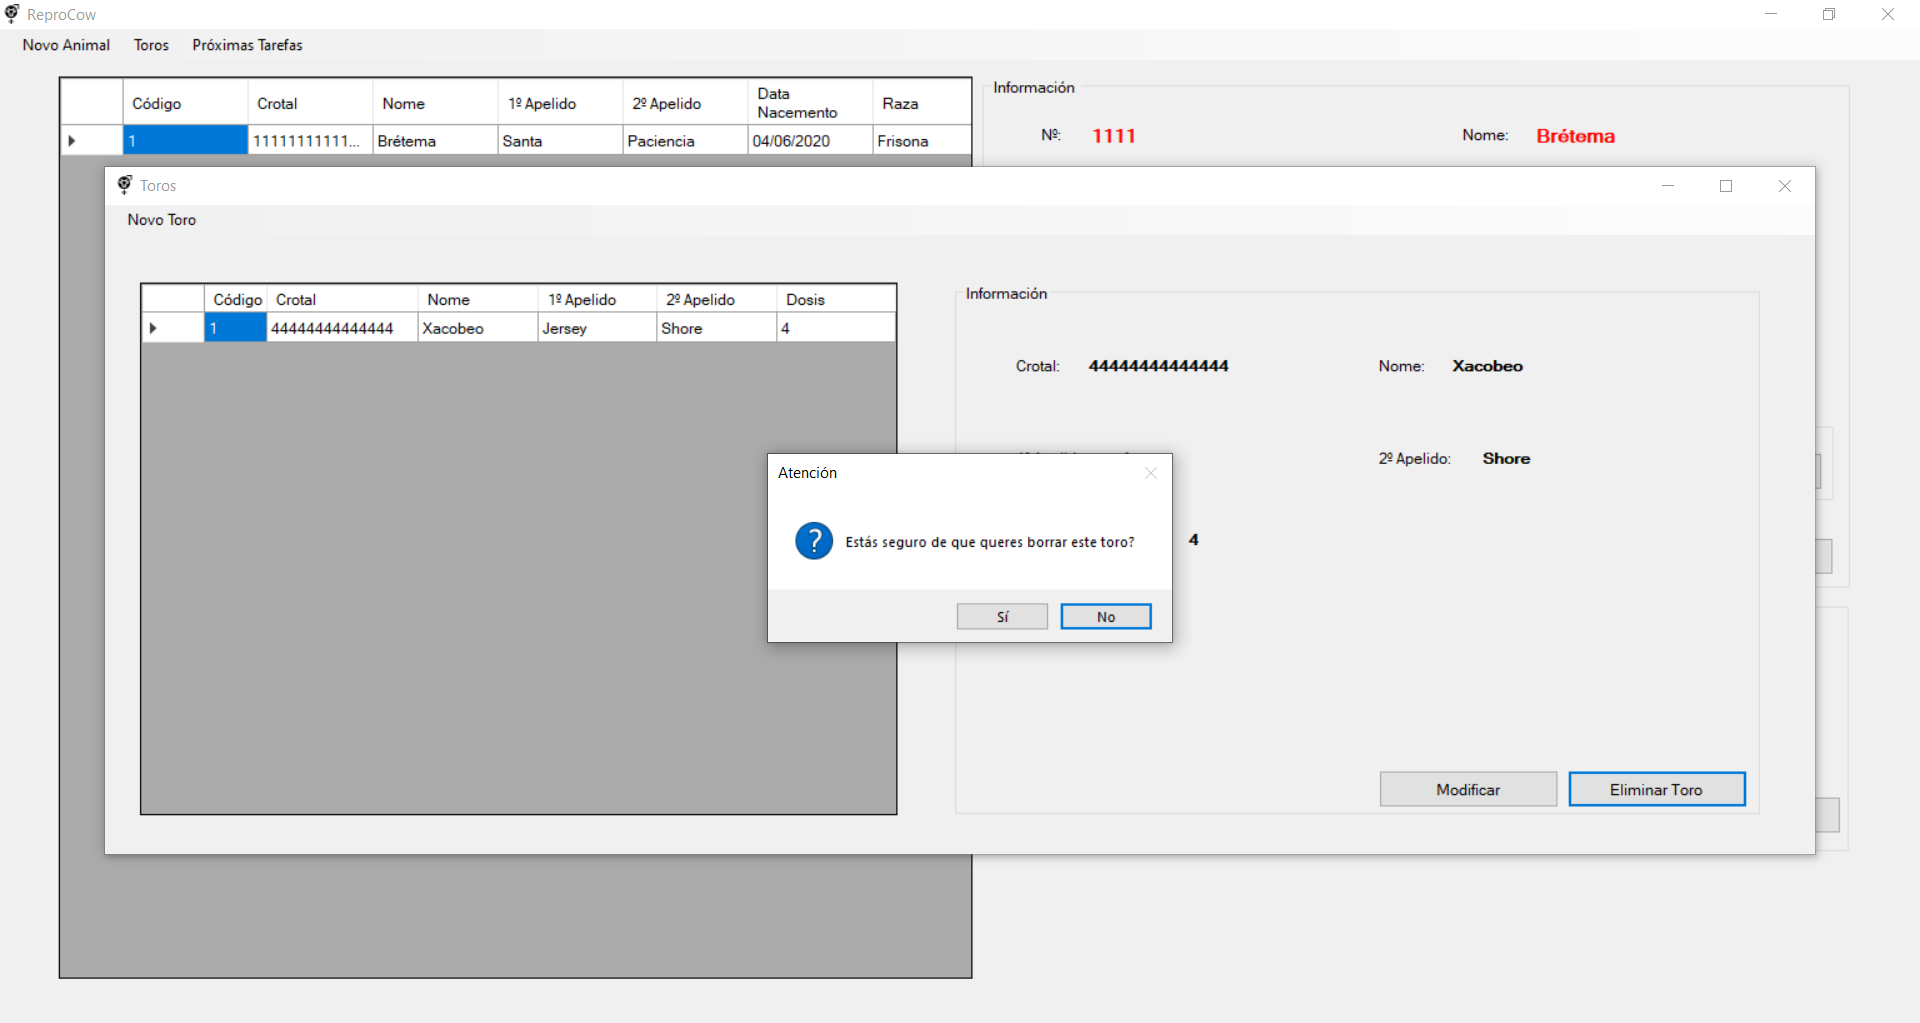 ReproCow
Novo Animal Toros Próximas Tarefas
Código Crotal Nome 1º Apelido 2º Apelido Data Nacemento Raza
1 11111111111... Brétema Santa Paciencia 04/06/2020 Frisona
Información
Nº: 1111 Nome: Brétema
Toros
Novo Toro
Código Crotal Nome 1º Apelido 2º Apelido Dosis
1 44444444444444 Xacobeo Jersey Shore 4
Información
Crotal: 44444444444444 Nome: Xacobeo
2º Apelido: Shore
4
Atención
Estás seguro de que queres borrar este toro?
Sí No
Modificar Eliminar Toro